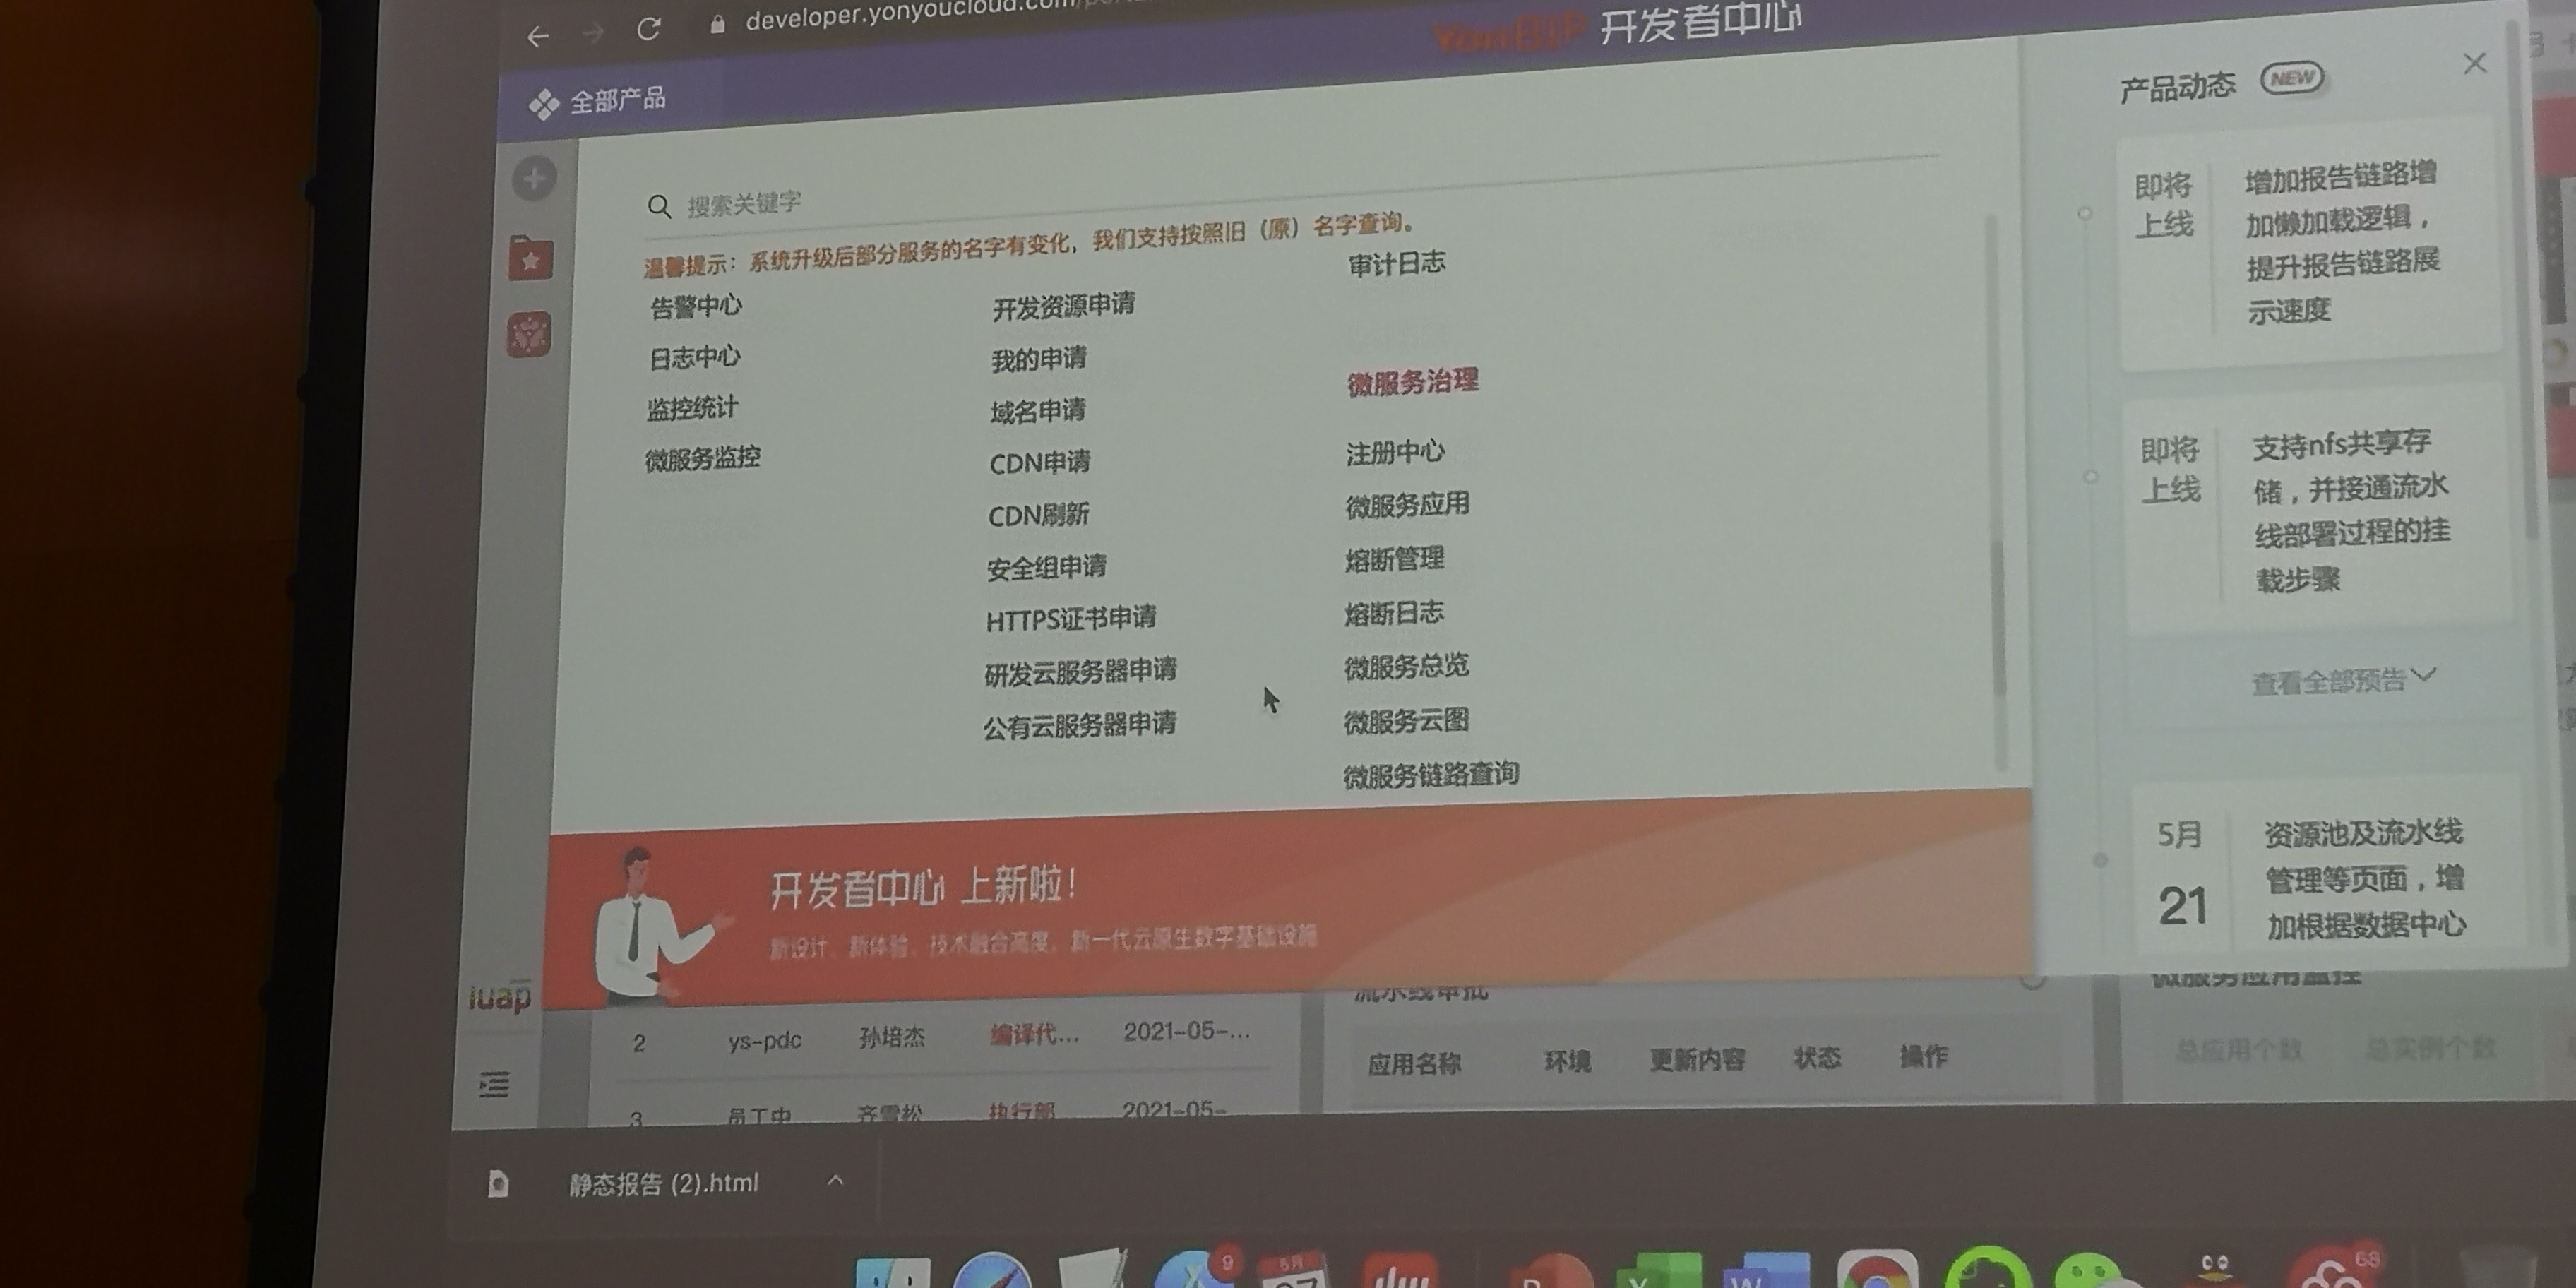 developer.yonyoucloud.com
YonBIP 开发者中心
全部产品
搜索关键字
温馨提示：系统升级后部分服务的名字有变化，我们支持按照旧（原）名字查询。
告警中心
日志中心
监控统计
微服务监控
开发资源申请
我的申请
域名申请
CDN申请
CDN刷新
安全组申请
HTTPS证书申请
研发云服务器申请
公有云服务器申请
审计日志
微服务治理
注册中心
微服务应用
熔断管理
熔断日志
微服务总览
微服务云图
微服务链路查询
产品动态 NEW
即将
上线
增加报告链路增
加懒加载逻辑，
提升报告链路展
示速度
即将
上线
支持nfs共享存
储，并接通流水
线部署过程的挂
载步骤
查看全部预告
5月
21
资源池及流水线
管理等页面，增
加根据数据中心
开发者中心 上新啦！
新设计、新体验、技术融合高度，新一代云原生数字基础设施
iuap
2 ys-pdc 孙培杰 编译代... 2021-05-...
3 员工中 齐雪松 执行部 2021-05-
流水线审批
应用名称 环境 更新内容 状态 操作
微服务应用监控
总应用个数 总实例个数
静态报告 (2).html
9
5月
68